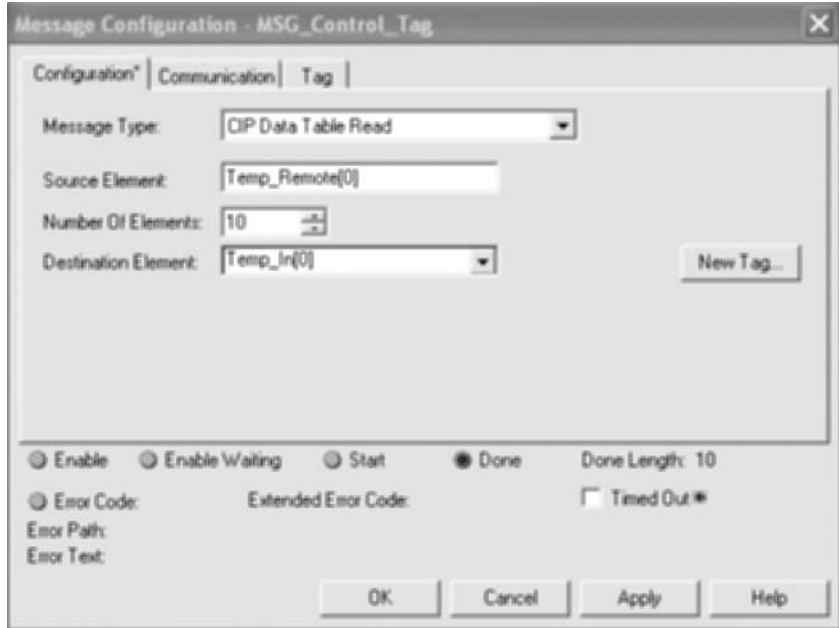 Message Configuration - MSG_Control_Tag
Configuration* Communication Tag
Message Type: CIP Data Table Read
Source Element: Temp_Remote[0]
Number Of Elements: 10
Destination Element: Temp_In[0] New Tag...
Enable Enable Waiting Start Done Done Length: 10
Error Code: Extended Error Code: Timed Out
Error Path:
Error Text:
OK Cancel Apply Help